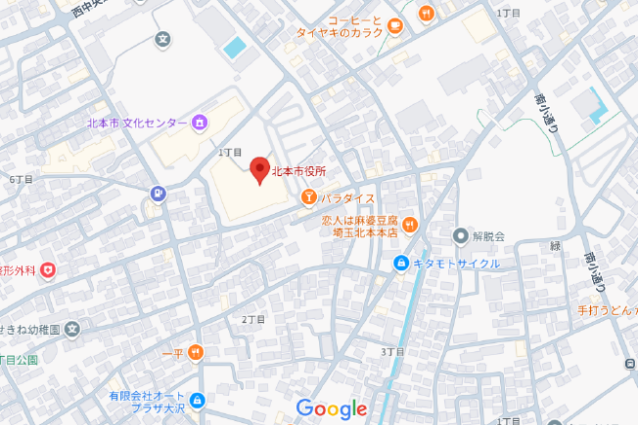 西中央
1丁目
コーヒーと
タイヤキのカラク
南小通り
北本市 文化センター
1丁目
北本市役所
6丁目
パラダイス
恋人は麻婆豆腐
埼玉北本本店
解脱会
緑
整形外科
キタモトサイクル
南小通り
せきね幼稚園
2丁目
手打うどん
一平
3丁目
丁目公園
有限会社オート
プラザ大沢
Google
1丁目